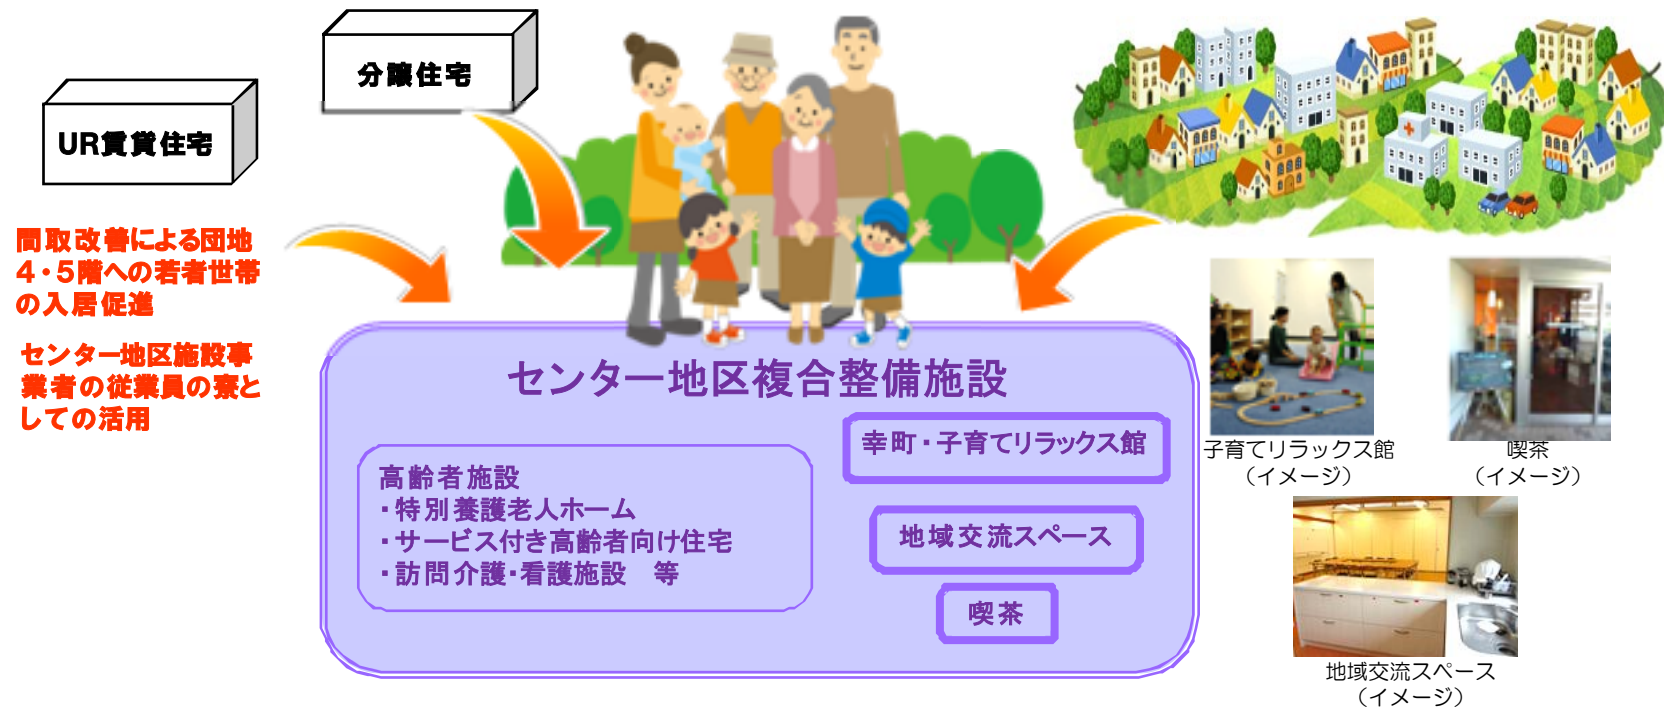 分譲住宅
UR賃貸住宅
間取改善による団地
4・5階への若者世帯
の入居促進
センター地区施設事
業者の従業員の寮と
しての活用
センター地区複合整備施設
高齢者施設
・特別養護老人ホーム
・サービス付き高齢者向け住宅
・訪問介護・看護施設　等
幸町・子育てリラックス館
地域交流スペース
喫茶
子育てリラックス館
（イメージ）
喫茶
（イメージ）
地域交流スペース
（イメージ）